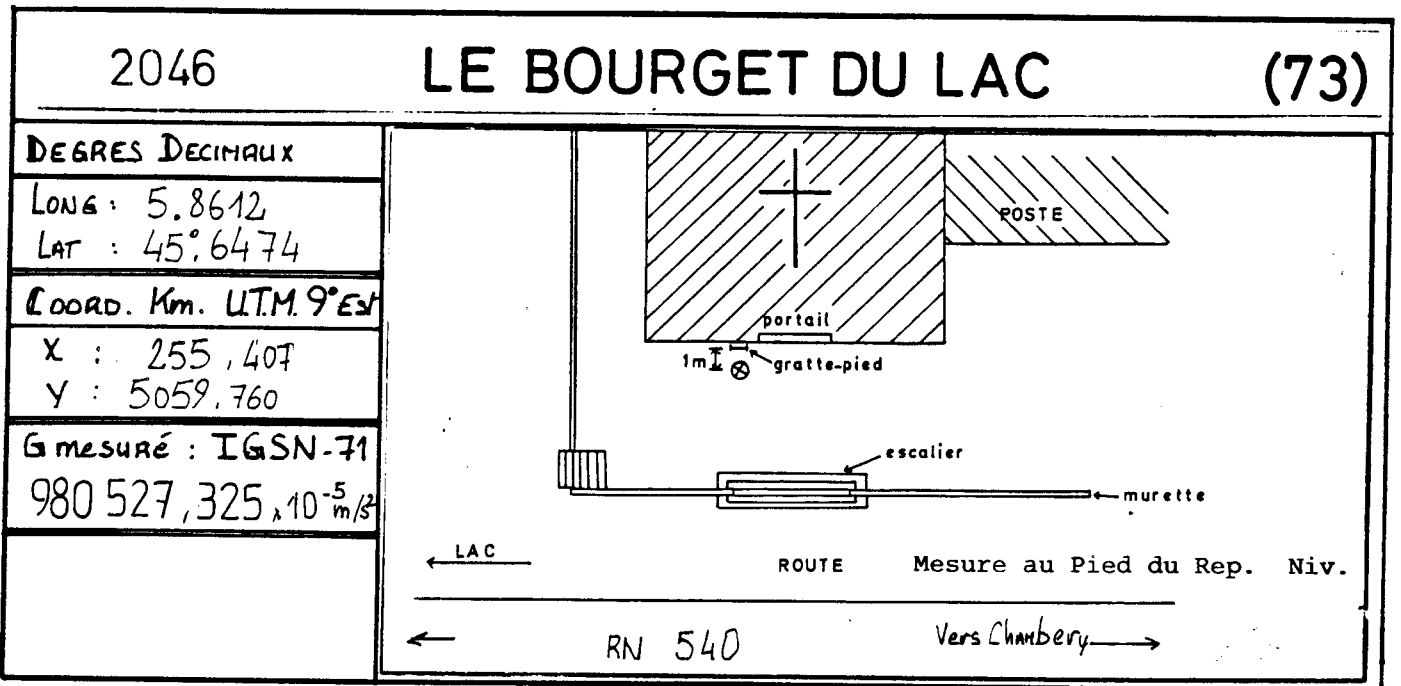 2046 LE BOURGET DU LAC (73)
DEGRES DECIMAUX
LONG : 5.8612
LAT : 45°.6474
COORD. Km. U.T.M. 9° EST
X : 255,407
Y : 5059.760
G mesuré : IGSN-71
980 527,325 x 10-5 m/s2
POSTE
portail
1m
gratte-pied
escalier
murette
LAC
ROUTE Mesure au Pied du Rep. Niv.
RN 540 Vers Chambery